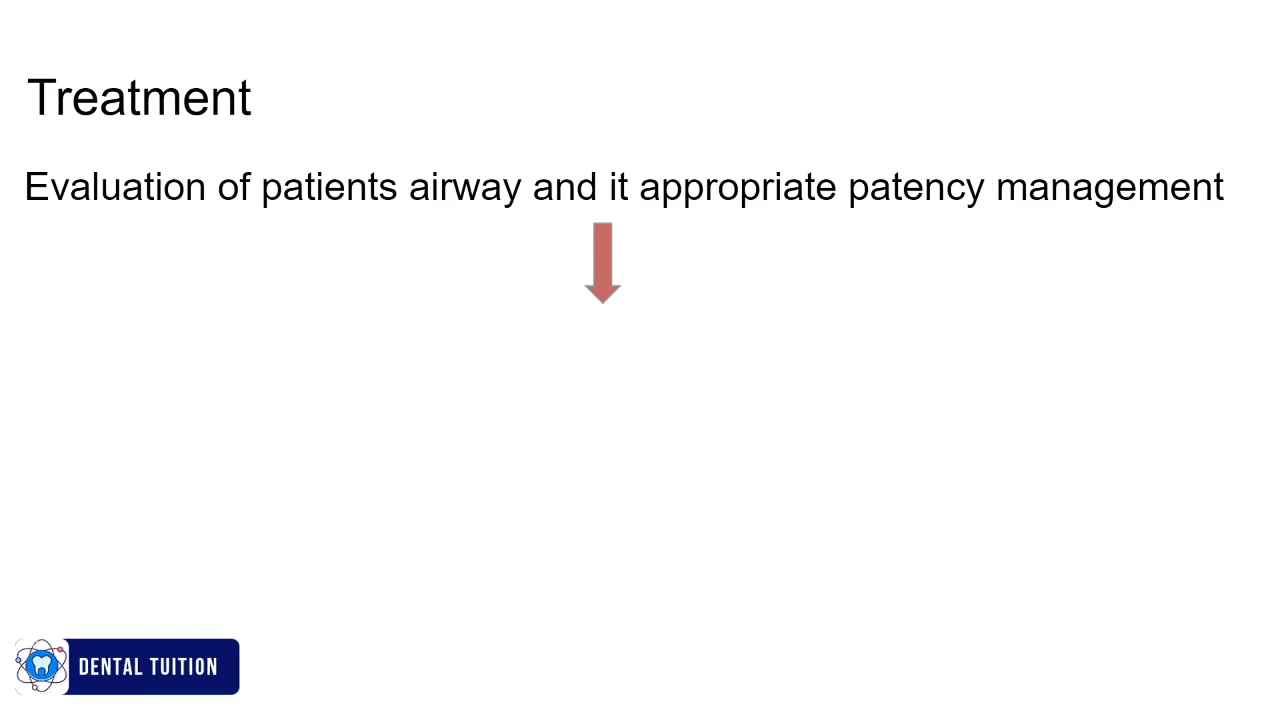 Treatment
Evaluation of patients airway and it appropriate patency management
DENTAL TUITION